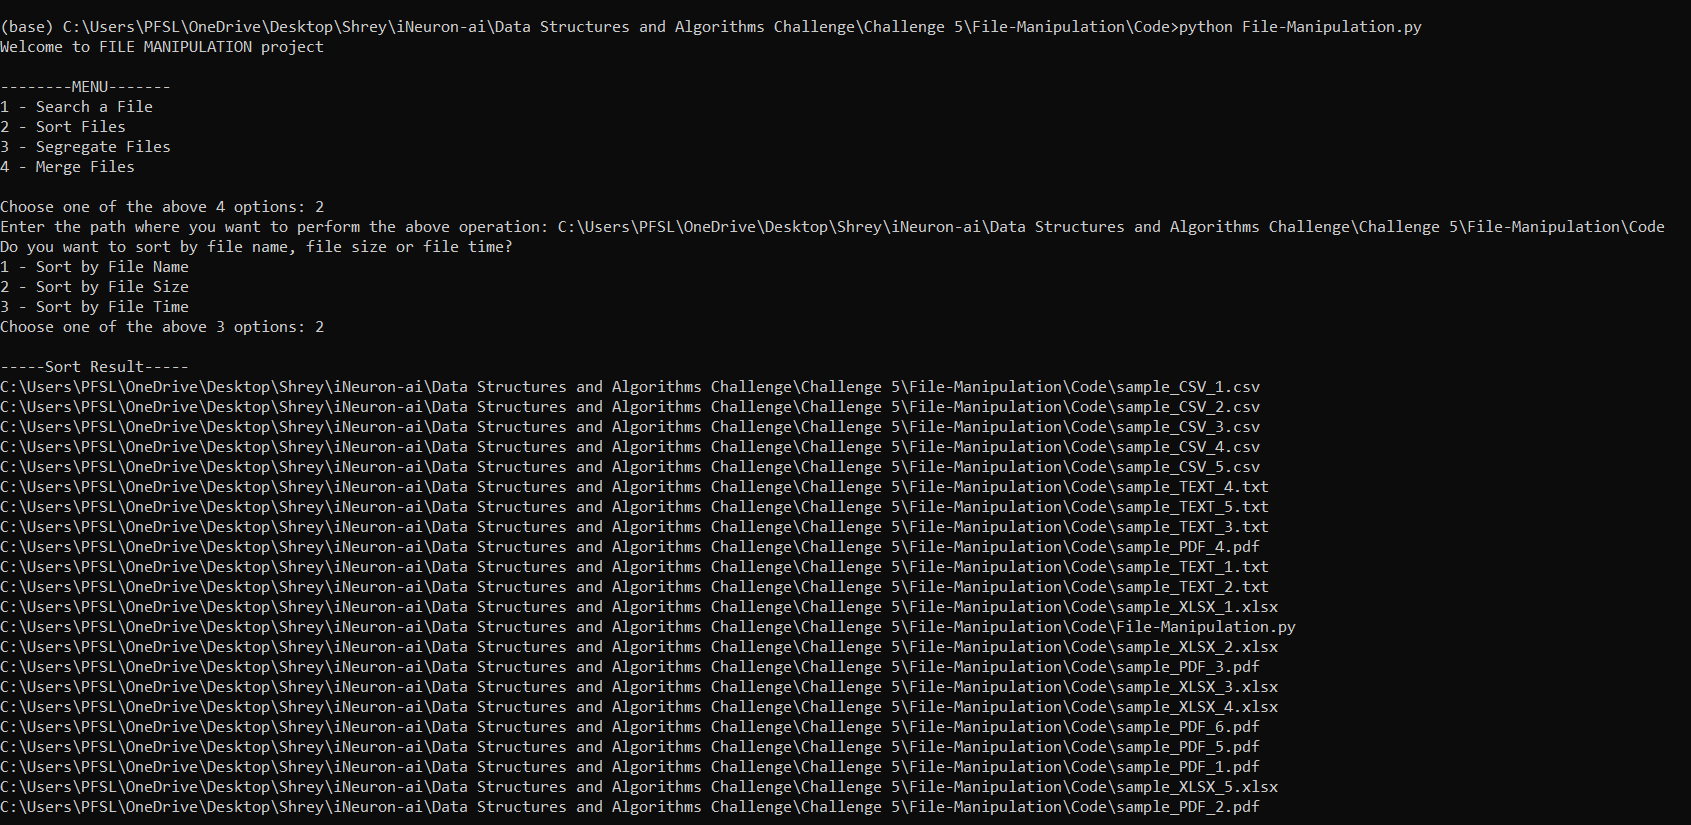 (base) C:\Users\PFSL\OneDrive\Desktop\Shrey\iNeuron-ai\Data Structures and Algorithms Challenge\Challenge 5\File-Manipulation\Code>python File-Manipulation.py
Welcome to FILE MANIPULATION project
--------MENU-------
1 - Search a File
2 - Sort Files
3 - Segregate Files
4 - Merge Files
Choose one of the above 4 options: 2
Enter the path where you want to perform the above operation: C:\Users\PFSL\OneDrive\Desktop\Shrey\iNeuron-ai\Data Structures and Algorithms Challenge\Challenge 5\File-Manipulation\Code
Do you want to sort by file name, file size or file time?
1 - Sort by File Name
2 - Sort by File Size
3 - Sort by File Time
Choose one of the above 3 options: 2
-----Sort Result-----
C:\Users\PFSL\OneDrive\Desktop\Shrey\iNeuron-ai\Data Structures and Algorithms Challenge\Challenge 5\File-Manipulation\Code\sample_CSV_1.csv
C:\Users\PFSL\OneDrive\Desktop\Shrey\iNeuron-ai\Data Structures and Algorithms Challenge\Challenge 5\File-Manipulation\Code\sample_CSV_2.csv
C:\Users\PFSL\OneDrive\Desktop\Shrey\iNeuron-ai\Data Structures and Algorithms Challenge\Challenge 5\File-Manipulation\Code\sample_CSV_3.csv
C:\Users\PFSL\OneDrive\Desktop\Shrey\iNeuron-ai\Data Structures and Algorithms Challenge\Challenge 5\File-Manipulation\Code\sample_CSV_4.csv
C:\Users\PFSL\OneDrive\Desktop\Shrey\iNeuron-ai\Data Structures and Algorithms Challenge\Challenge 5\File-Manipulation\Code\sample_CSV_5.csv
C:\Users\PFSL\OneDrive\Desktop\Shrey\iNeuron-ai\Data Structures and Algorithms Challenge\Challenge 5\File-Manipulation\Code\sample_TEXT_4.txt
C:\Users\PFSL\OneDrive\Desktop\Shrey\iNeuron-ai\Data Structures and Algorithms Challenge\Challenge 5\File-Manipulation\Code\sample_TEXT_5.txt
C:\Users\PFSL\OneDrive\Desktop\Shrey\iNeuron-ai\Data Structures and Algorithms Challenge\Challenge 5\File-Manipulation\Code\sample_TEXT_3.txt
C:\Users\PFSL\OneDrive\Desktop\Shrey\iNeuron-ai\Data Structures and Algorithms Challenge\Challenge 5\File-Manipulation\Code\sample_PDF_4.pdf
C:\Users\PFSL\OneDrive\Desktop\Shrey\iNeuron-ai\Data Structures and Algorithms Challenge\Challenge 5\File-Manipulation\Code\sample_TEXT_1.txt
C:\Users\PFSL\OneDrive\Desktop\Shrey\iNeuron-ai\Data Structures and Algorithms Challenge\Challenge 5\File-Manipulation\Code\sample_TEXT_2.txt
C:\Users\PFSL\OneDrive\Desktop\Shrey\iNeuron-ai\Data Structures and Algorithms Challenge\Challenge 5\File-Manipulation\Code\sample_XLSX_1.xlsx
C:\Users\PFSL\OneDrive\Desktop\Shrey\iNeuron-ai\Data Structures and Algorithms Challenge\Challenge 5\File-Manipulation\Code\File-Manipulation.py
C:\Users\PFSL\OneDrive\Desktop\Shrey\iNeuron-ai\Data Structures and Algorithms Challenge\Challenge 5\File-Manipulation\Code\sample_XLSX_2.xlsx
C:\Users\PFSL\OneDrive\Desktop\Shrey\iNeuron-ai\Data Structures and Algorithms Challenge\Challenge 5\File-Manipulation\Code\sample_PDF_3.pdf
C:\Users\PFSL\OneDrive\Desktop\Shrey\iNeuron-ai\Data Structures and Algorithms Challenge\Challenge 5\File-Manipulation\Code\sample_XLSX_3.xlsx
C:\Users\PFSL\OneDrive\Desktop\Shrey\iNeuron-ai\Data Structures and Algorithms Challenge\Challenge 5\File-Manipulation\Code\sample_XLSX_4.xlsx
C:\Users\PFSL\OneDrive\Desktop\Shrey\iNeuron-ai\Data Structures and Algorithms Challenge\Challenge 5\File-Manipulation\Code\sample_PDF_6.pdf
C:\Users\PFSL\OneDrive\Desktop\Shrey\iNeuron-ai\Data Structures and Algorithms Challenge\Challenge 5\File-Manipulation\Code\sample_PDF_5.pdf
C:\Users\PFSL\OneDrive\Desktop\Shrey\iNeuron-ai\Data Structures and Algorithms Challenge\Challenge 5\File-Manipulation\Code\sample_PDF_1.pdf
C:\Users\PFSL\OneDrive\Desktop\Shrey\iNeuron-ai\Data Structures and Algorithms Challenge\Challenge 5\File-Manipulation\Code\sample_XLSX_5.xlsx
C:\Users\PFSL\OneDrive\Desktop\Shrey\iNeuron-ai\Data Structures and Algorithms Challenge\Challenge 5\File-Manipulation\Code\sample_PDF_2.pdf